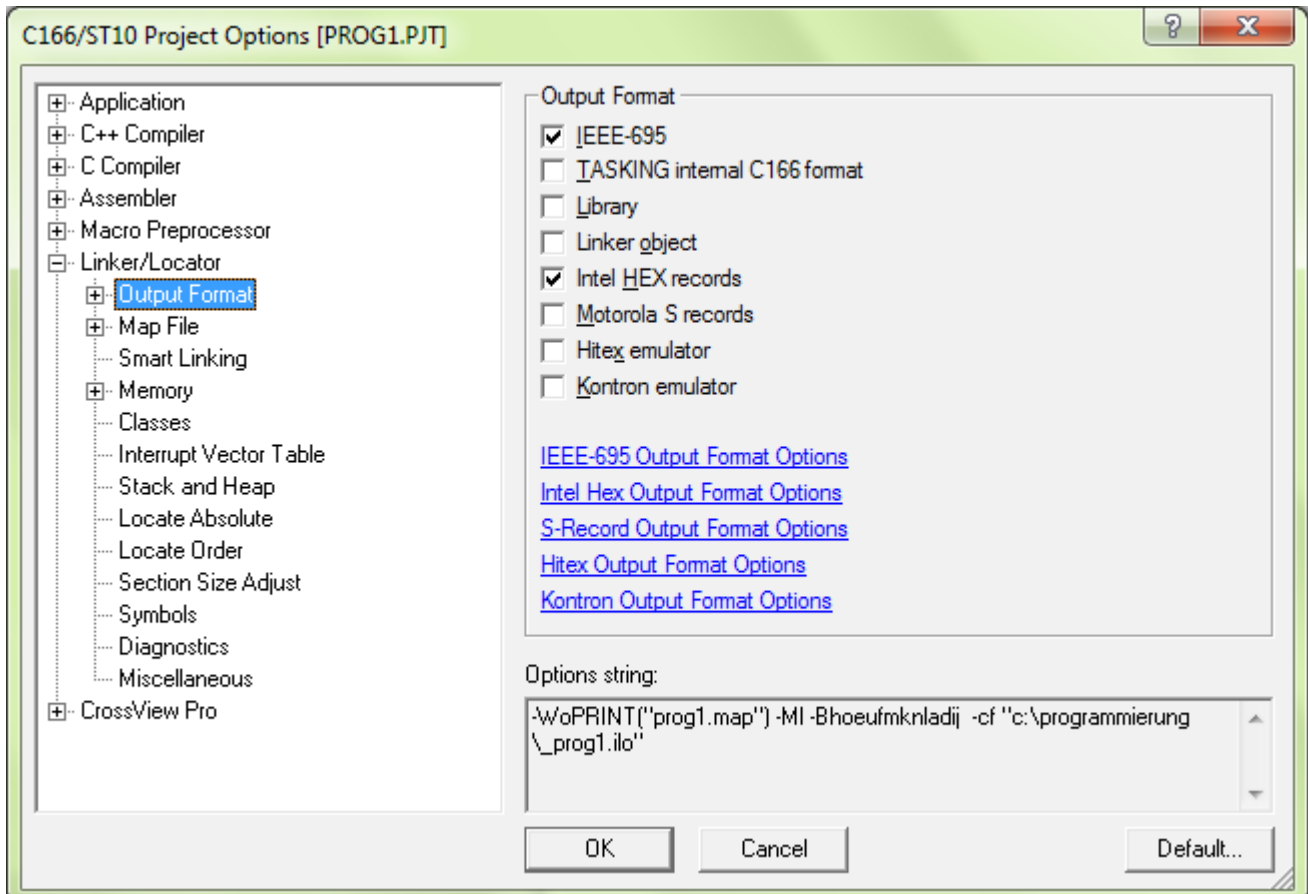 C166/ST10 Project Options [PROG1.PJT]
Application
C++ Compiler
C Compiler
Assembler
Macro Preprocessor
Linker/Locator
Output Format
Map File
Smart Linking
Memory
Classes
Interrupt Vector Table
Stack and Heap
Locate Absolute
Locate Order
Section Size Adjust
Symbols
Diagnostics
Miscellaneous
CrossView Pro
Output Format
IEEE-695
TASKING internal C166 format
Library
Linker object
Intel HEX records
Motorola S records
Hitex emulator
Kontron emulator
IEEE-695 Output Format Options
Intel Hex Output Format Options
S-Record Output Format Options
Hitex Output Format Options
Kontron Output Format Options
Options string:
-WoPRINT("prog1.map") -MI -Bhoeufmknladij -cf "c:\programmierung
\_prog1.ilo"
OK
Cancel
Default...